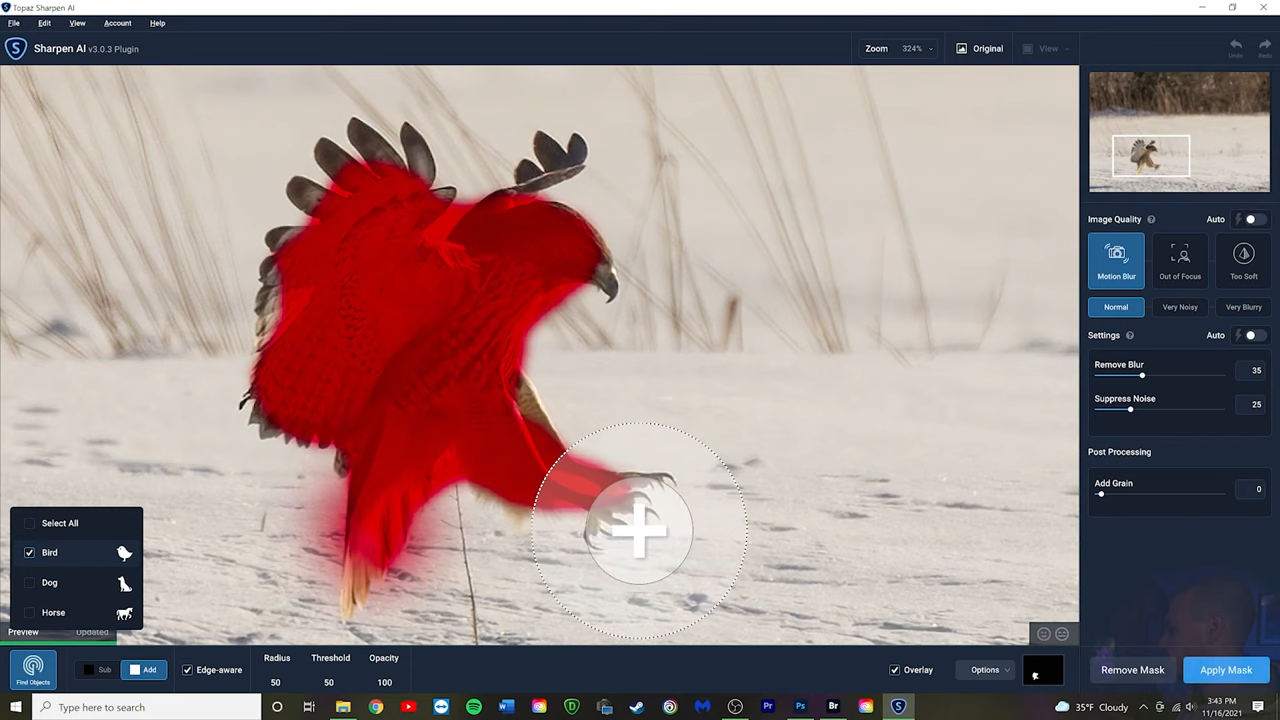 Topaz Sharpen AI
File Edit View Account Help
Sharpen AI v3.0.3 Plugin
Zoom 324% Original View
Undo Redo
Image Quality Auto
Motion Blur Out of Focus Too Soft
Normal Very Noisy Very Blurry
Settings Auto
Remove Blur 35
Suppress Noise 25
Post Processing
Add Grain 0
Select All
Bird
Dog
Horse
Preview Updated
Find Objects Sub Add Edge-aware
Radius Threshold Opacity
50 50 100
Overlay Options Remove Mask Apply Mask
Type here to search
35°F Cloudy
3:43 PM
11/16/2021